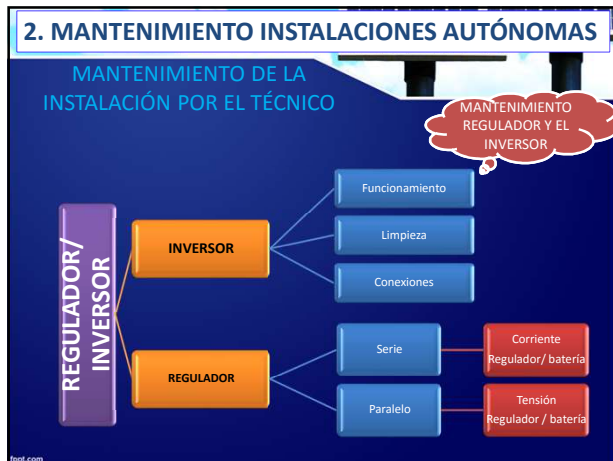 2. MANTENIMIENTO INSTALACIONES AUTÓNOMAS
MANTENIMIENTO DE LA
INSTALACIÓN POR EL TÉCNICO
MANTENIMIENTO
REGULADOR Y EL
INVERSOR
REGULADOR/
INVERSOR
INVERSOR
Funcionamiento
Limpieza
Conexiones
REGULADOR
Serie
Corriente
Regulador/ batería
Paralelo
Tensión
Regulador / batería
fppt.com